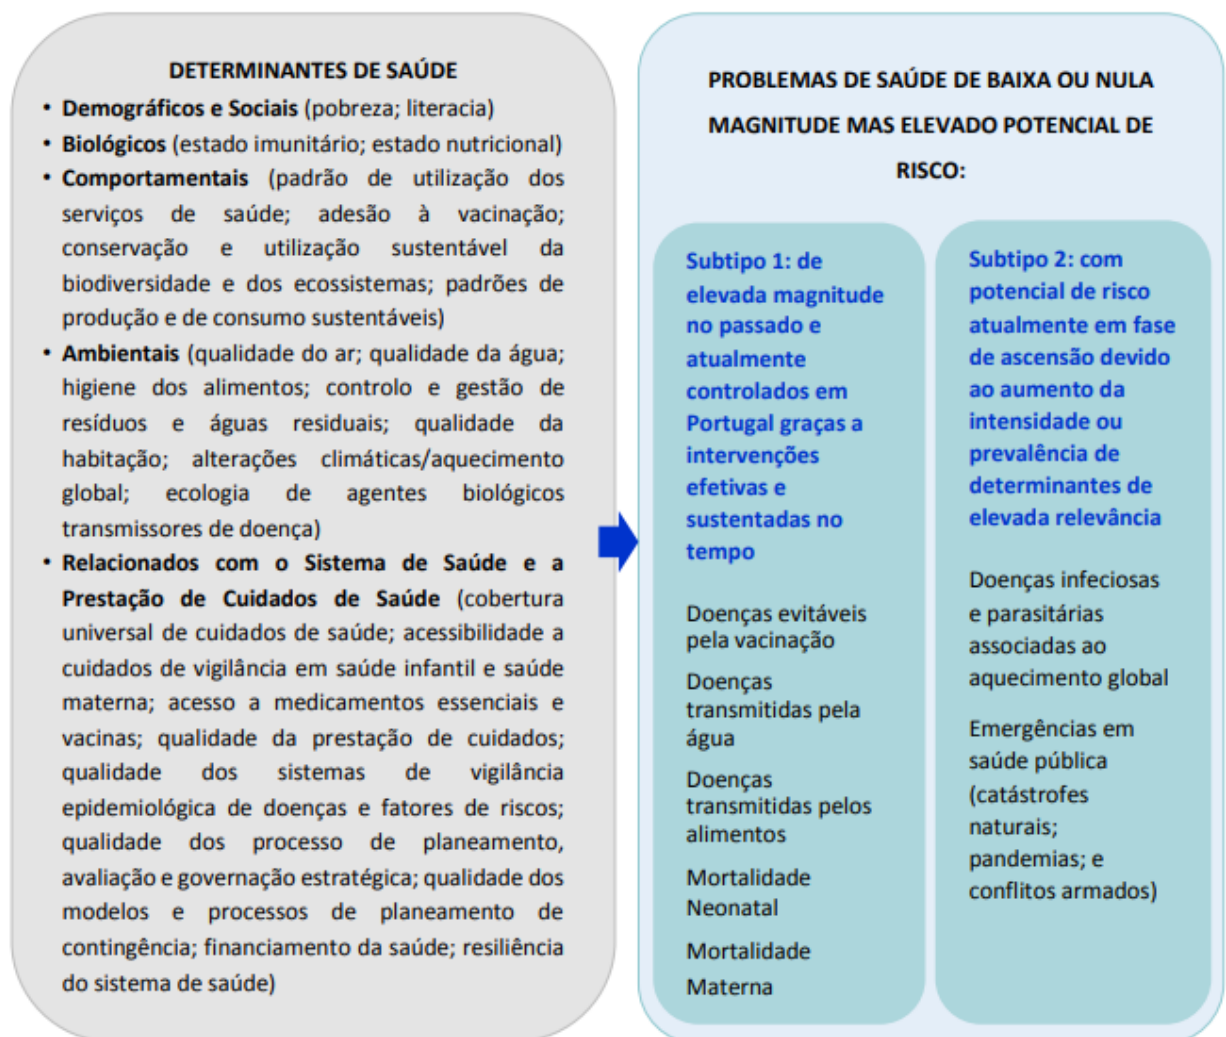 DETERMINANTES DE SAÚDE
• Demográficos e Sociais (pobreza; literacia)
• Biológicos (estado imunitário; estado nutricional)
• Comportamentais (padrão de utilização dos
serviços de saúde; adesão à vacinação;
conservação e utilização sustentável da
biodiversidade e dos ecossistemas; padrões de
produção e de consumo sustentáveis)
• Ambientais (qualidade do ar; qualidade da água;
higiene dos alimentos; controlo e gestão de
resíduos e águas residuais; qualidade da
habitação; alterações climáticas/aquecimento
global; ecologia de agentes biológicos
transmissores de doença)
• Relacionados com o Sistema de Saúde e a
Prestação de Cuidados de Saúde (cobertura
universal de cuidados de saúde; acessibilidade a
cuidados de vigilância em saúde infantil e saúde
materna; acesso a medicamentos essenciais e
vacinas; qualidade da prestação de cuidados;
qualidade dos sistemas de vigilância
epidemiológica de doenças e fatores de riscos;
qualidade dos processo de planeamento,
avaliação e governação estratégica; qualidade dos
modelos e processos de planeamento de
contingência; financiamento da saúde; resiliência
do sistema de saúde)
PROBLEMAS DE SAÚDE DE BAIXA OU NULA
MAGNITUDE MAS ELEVADO POTENCIAL DE
RISCO:
Subtipo 1: de
elevada magnitude
no passado e
atualmente
controlados em
Portugal graças a
intervenções
efetivas e
sustentadas no
tempo
Doenças evitáveis
pela vacinação
Doenças
transmitidas pela
água
Doenças
transmitidas pelos
alimentos
Mortalidade
Neonatal
Mortalidade
Materna
Subtipo 2: com
potencial de risco
atualmente em fase
de ascensão devido
ao aumento da
intensidade ou
prevalência de
determinantes de
elevada relevância
Doenças infeciosas
e parasitárias
associadas ao
aquecimento global
Emergências em
saúde pública
(catástrofes
naturais;
pandemias; e
conflitos armados)